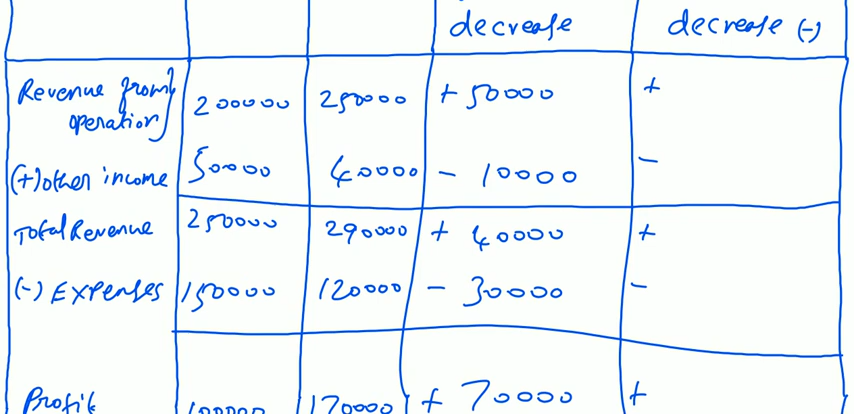 decrease decrease (-)
Revenue from
operation 200000 250000 + 50000 +
(+) other income 50000 40000 - 10000 -
Total Revenue 250000 290000 + 40000 +
(-) Expenses 150000 120000 - 30000 -
Profit 100000 170000 + 70000 +